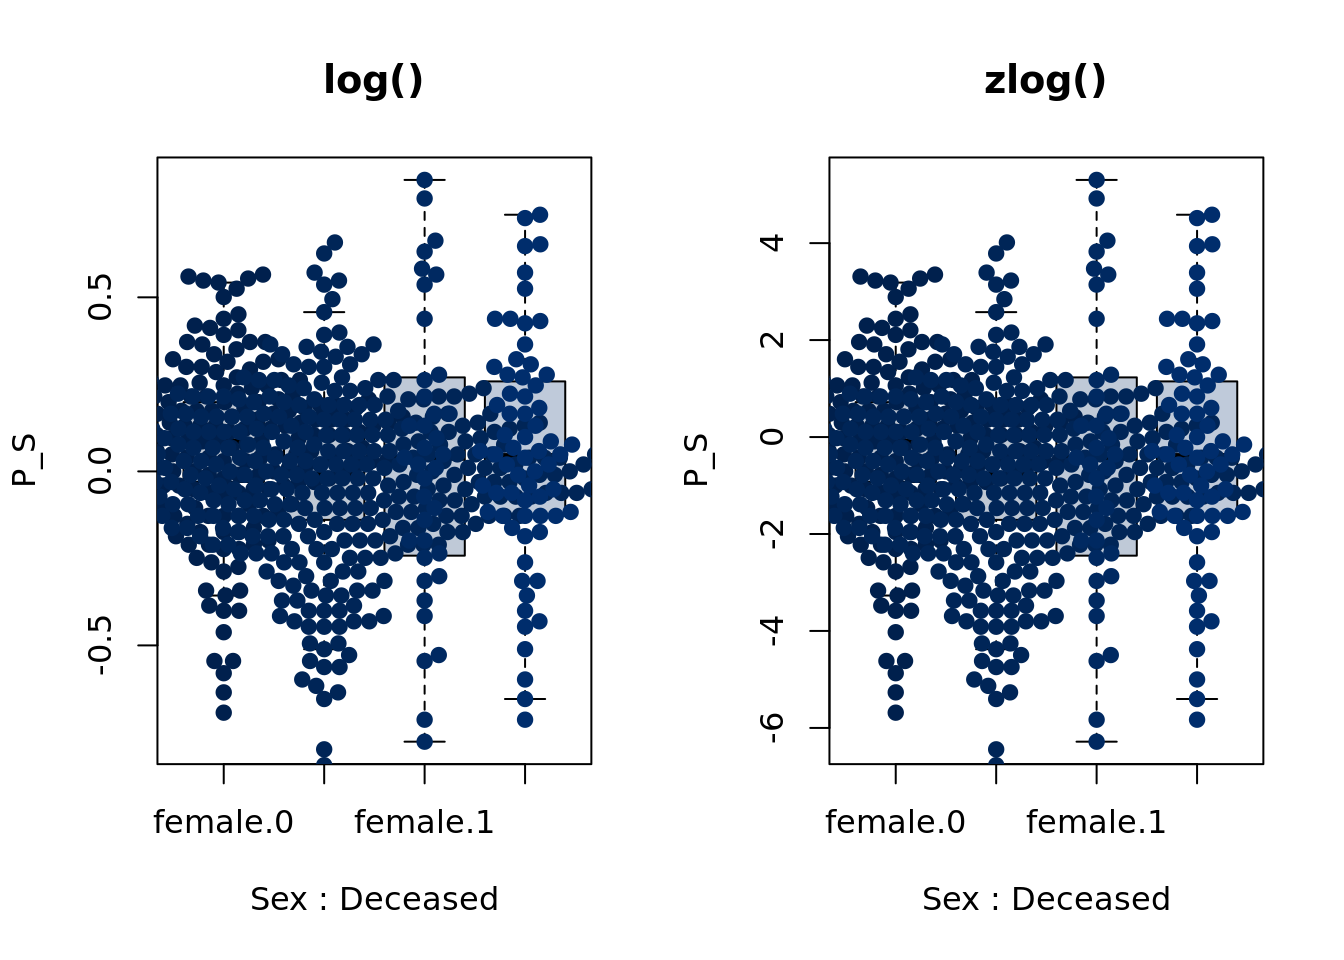 log()
P_S
0.5
0.0
-0.5
female.0
female.1
Sex : Deceased
zlog()
P_S
4
2
0
-2
-4
-6
female.0
female.1
Sex : Deceased